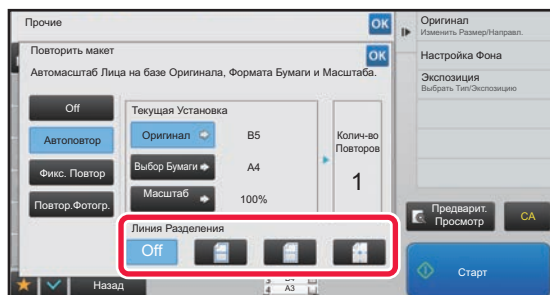 Прочие
OK
Повторить макет
OK
Автомасштаб Лица на базе Оригинала, Формата Бумаги и Масштаба.
Off
Автоповтор
Фикс. Повтор
Повтор.Фотогр.
Текущая Установка
Оригинал
B5
Выбор Бумаги
A4
Масштаб
100%
Колич-во
Повторов
1
Линия Разделения
Off
Назад
4 A3
Оригинал
Изменить Размер/Направл.
Настройка Фона
Экспозиция
Выбрать Тип/Экспозицию
Предварит.
Просмотр
CA
Старт